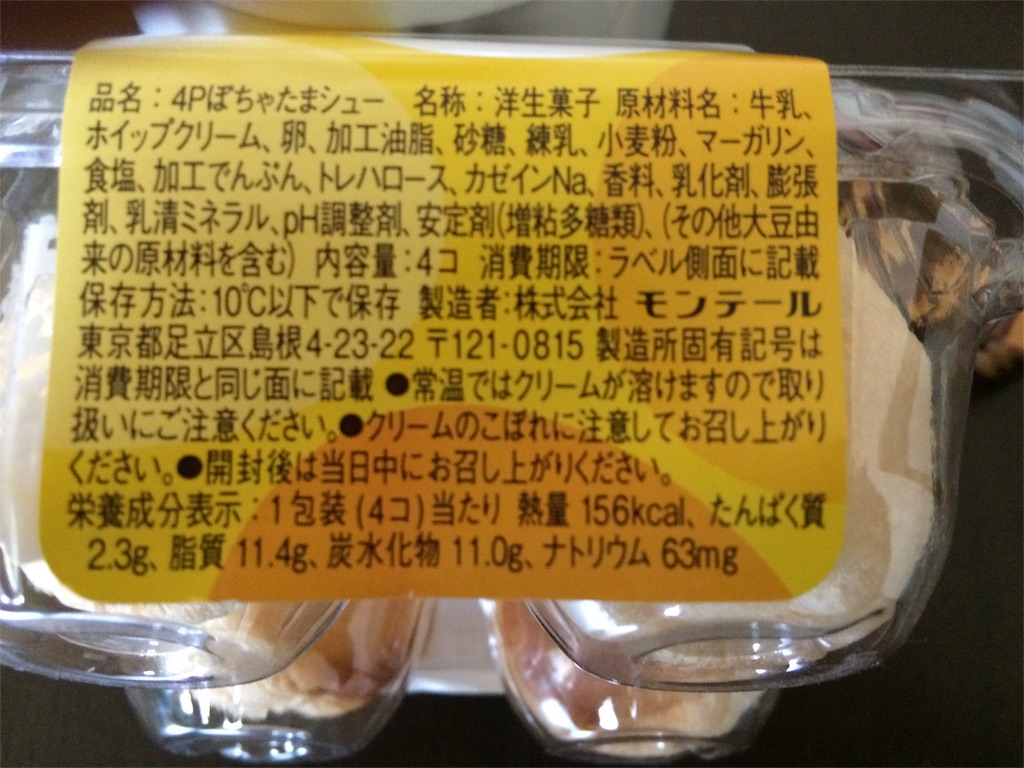 品名：4Pぽちゃたまシュー　名称：洋生菓子 原材料名：牛乳、
ホイップクリーム、卵、加工油脂、砂糖、練乳、小麦粉、マーガリン、
食塩、加工でんぷん、トレハロース、カゼインNa、香料、乳化剤、膨張
剤、乳清ミネラル、pH調整剤、安定剤(増粘多糖類)、(その他大豆由
来の原材料を含む)　内容量：4コ　消費期限：ラベル側面に記載
保存方法：10℃以下で保存　製造者：株式会社　モンテール
東京都足立区島根4-23-22 〒121-0815 製造所固有記号は
消費期限と同じ面に記載 ●常温ではクリームが溶けますので取り
扱いにご注意ください。●クリームのこぼれに注意してお召し上がり
ください。●開封後は当日中にお召し上がりください。
栄養成分表示：1包装(4コ)当たり 熱量 156kcal、たんぱく質
2.3g、脂質 11.4g、炭水化物 11.0g、ナトリウム 63mg